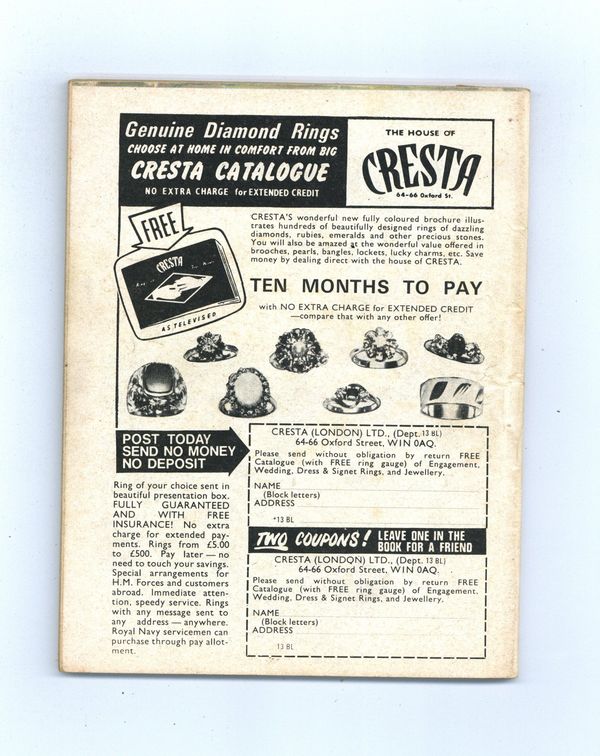 Genuine Diamond Rings
CHOOSE AT HOME IN COMFORT FROM BIG
CRESTA CATALOGUE
NO EXTRA CHARGE for EXTENDED CREDIT
THE HOUSE OF
CRESTA
64-66 Oxford St.
FREE
CRESTA
AS TELEVISED
CRESTA'S wonderful new fully coloured brochure illus-
trates hundreds of beautifully designed rings of dazzling
diamonds, rubies, emeralds and other precious stones.
You will also be amazed at the wonderful value offered in
brooches, pearls, bangles, lockets, lucky charms, etc. Save
money by dealing direct with the house of CRESTA.
TEN MONTHS TO PAY
with NO EXTRA CHARGE for EXTENDED CREDIT
—compare that with any other offer!
POST TODAY
SEND NO MONEY
NO DEPOSIT
Ring of your choice sent in
beautiful presentation box.
FULLY GUARANTEED
AND WITH FREE
INSURANCE! No extra
charge for extended pay-
ments. Rings from £5.00
to £500. Pay later — no
need to touch your savings.
Special arrangements for
H.M. Forces and customers
abroad. Immediate atten-
tion, speedy service. Rings
with any message sent to
any address — anywhere.
Royal Navy servicemen can
purchase through pay allot-
ment.
CRESTA (LONDON) LTD., (Dept. 13 BL)
64-66 Oxford Street, WIN 0AQ.
Please send without obligation by return FREE
Catalogue (with FREE ring gauge) of Engagement,
Wedding, Dress & Signet Rings, and Jewellery.
NAME
(Block letters)
ADDRESS
*13 BL
TWO COUPONS! LEAVE ONE IN THE
BOOK FOR A FRIEND
CRESTA (LONDON) LTD., (Dept. 13 BL)
64-66 Oxford Street, WIN 0AQ.
Please send without obligation by return FREE
Catalogue (with FREE ring gauge) of Engagement,
Wedding, Dress & Signet Rings, and Jewellery.
NAME
(Block letters)
ADDRESS
13 BL